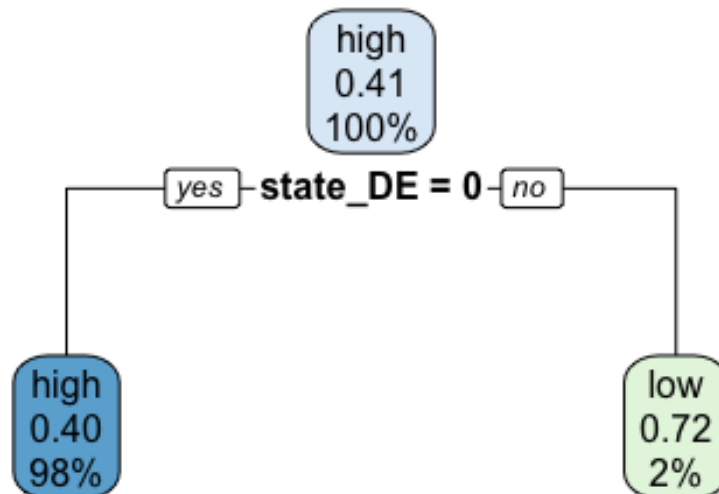 high
0.41
100%
yes state_DE = 0 no
high
0.40
98%
low
0.72
2%